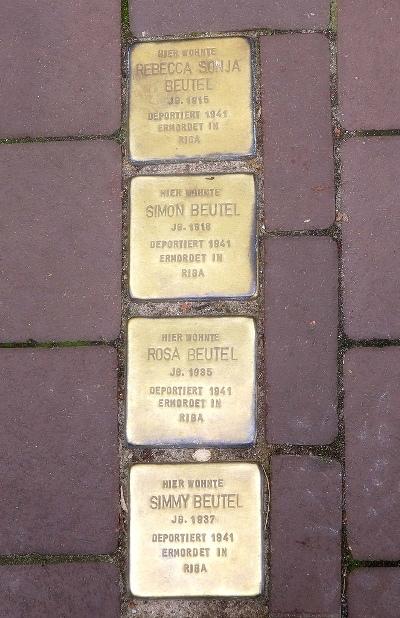 HIER WOHNTE
REBECCA SONJA
BEUTEL
JG. 1915
DEPORTIERT 1941
ERMORDET IN
RIGA
HIER WOHNTE
SIMON BEUTEL
JG. 1918
DEPORTIERT 1941
ERMORDET IN
RIGA
HIER WOHNTE
ROSA BEUTEL
JG. 1935
DEPORTIERT 1941
ERMORDET IN
RIGA
HIER WOHNTE
SIMMY BEUTEL
JG. 1937
DEPORTIERT 1941
ERMORDET IN
RIGA